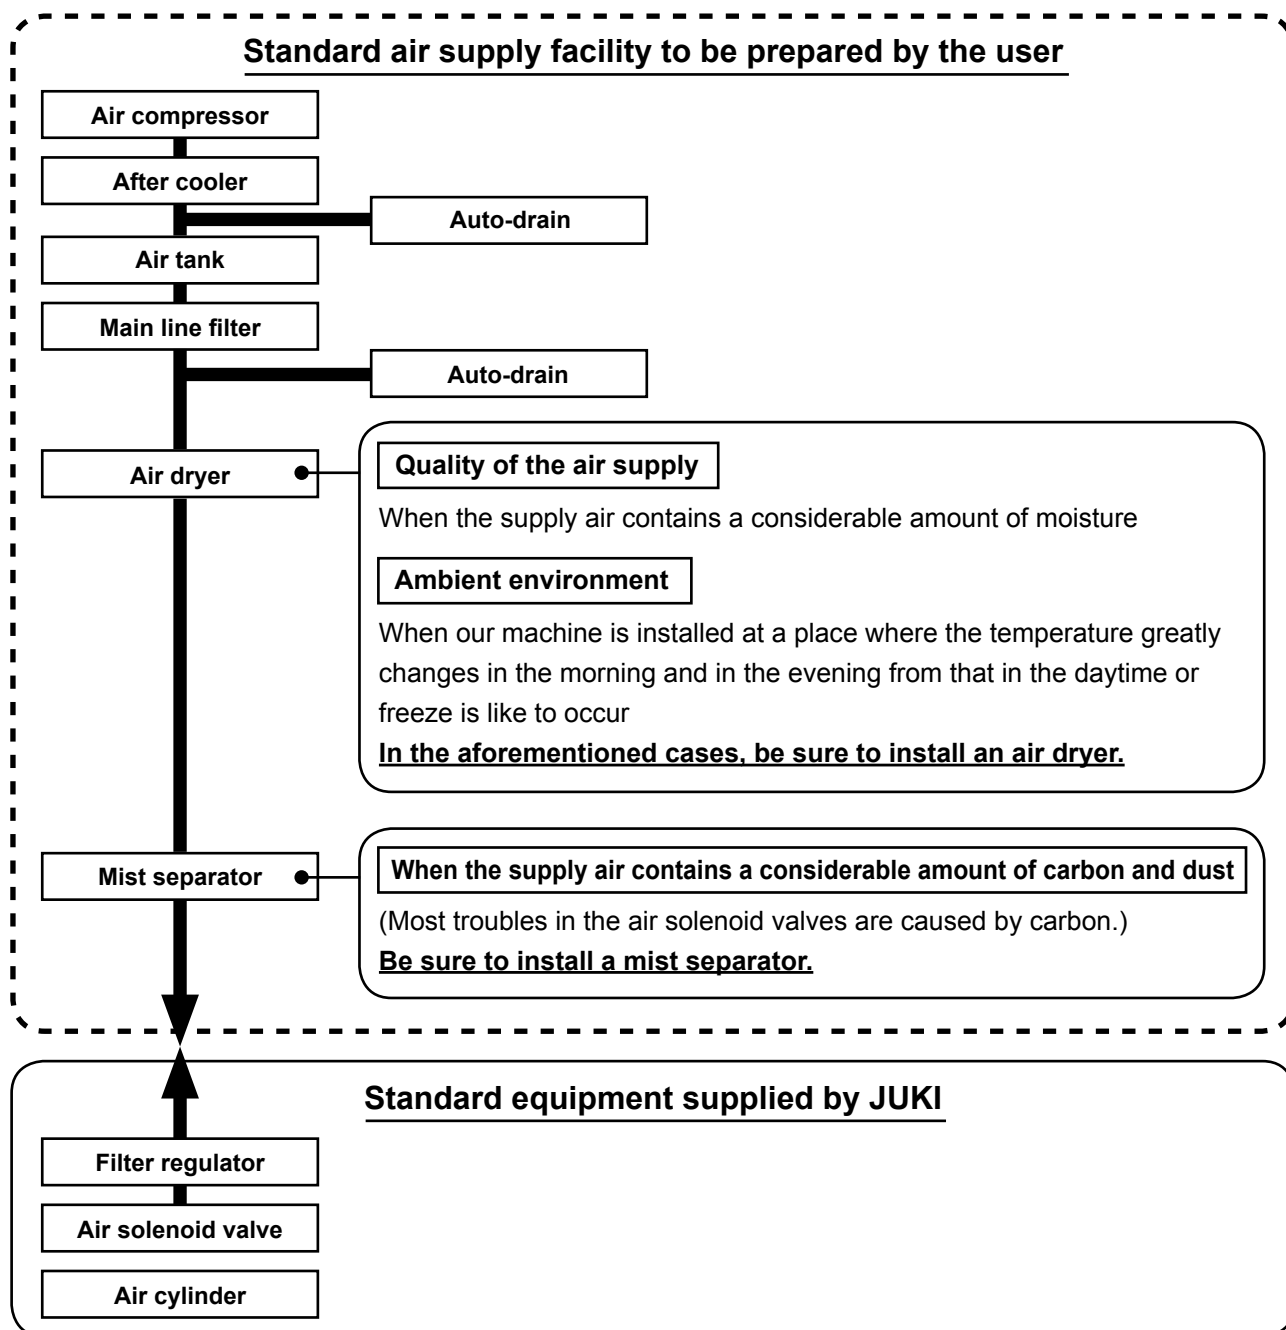 Standard air supply facility to be prepared by the user
Air compressor
After cooler
Auto-drain
Air tank
Main line filter
Auto-drain
Air dryer
Quality of the air supply
When the supply air contains a considerable amount of moisture
Ambient environment
When our machine is installed at a place where the temperature greatly
changes in the morning and in the evening from that in the daytime or
freeze is like to occur
In the aforementioned cases, be sure to install an air dryer.
Mist separator
When the supply air contains a considerable amount of carbon and dust
(Most troubles in the air solenoid valves are caused by carbon.)
Be sure to install a mist separator.
Standard equipment supplied by JUKI
Filter regulator
Air solenoid valve
Air cylinder